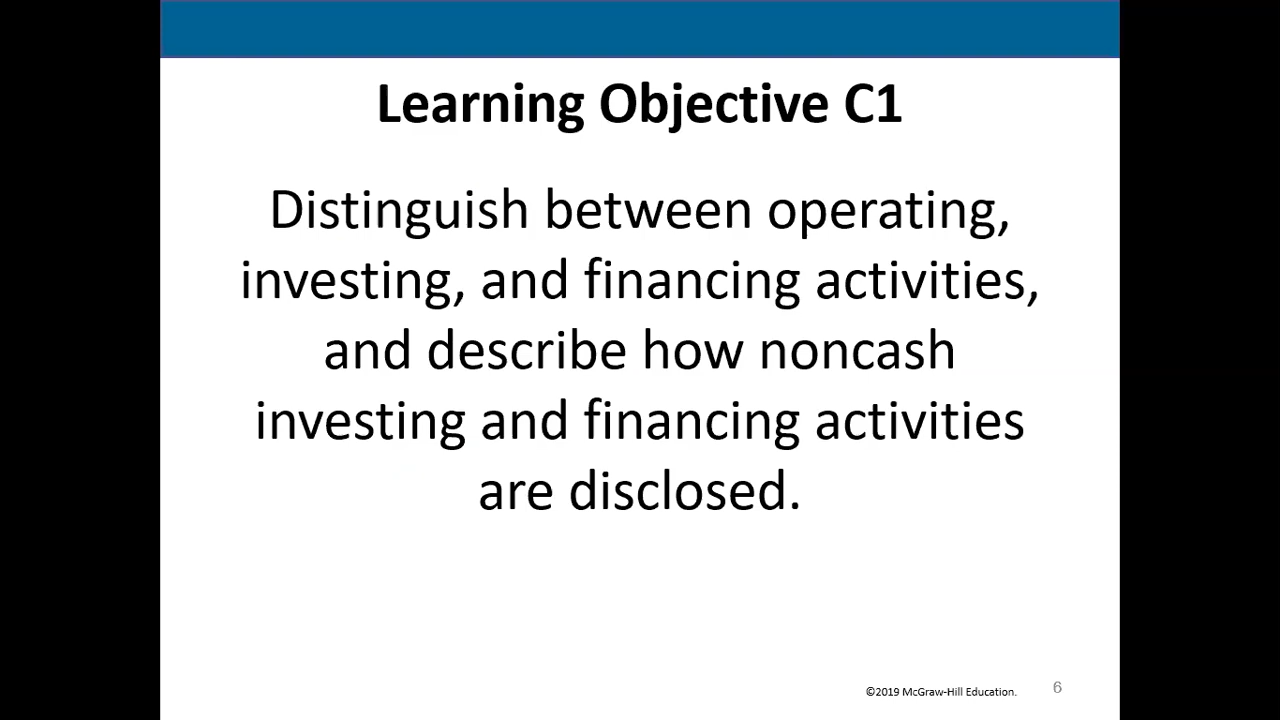 Learning Objective C1
Distinguish between operating,
investing, and financing activities,
and describe how noncash
investing and financing activities
are disclosed.
©2019 McGraw-Hill Education.
6